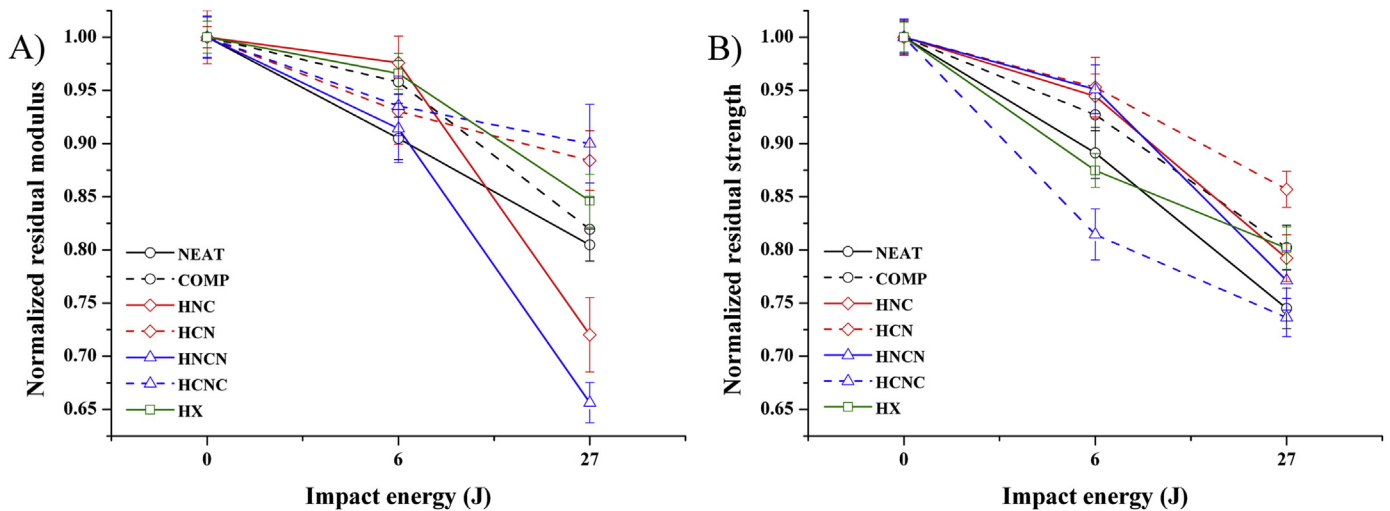 A)
Normalized residual modulus
1.00
0.95
0.90
0.85
0.80
0.75
0.70
0.65
NEAT
COMP
HNC
HCN
HNCN
HCNC
HX
0 6 27
Impact energy (J)
B)
Normalized residual strength
1.00
0.95
0.90
0.85
0.80
0.75
0.70
0.65
NEAT
COMP
HNC
HCN
HNCN
HCNC
HX
0 6 27
Impact energy (J)